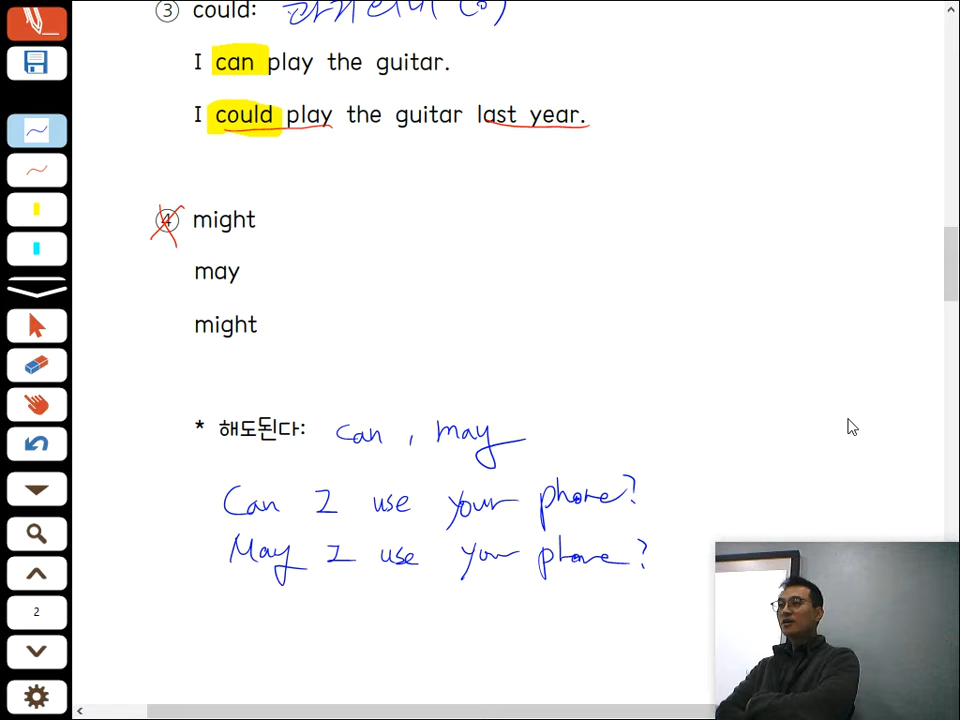 ③ could:
I can play the guitar.
I could play the guitar last year.
④ might
may
might
* 해도된다: can , may
Can I use your phone?
May I use your phone?
2